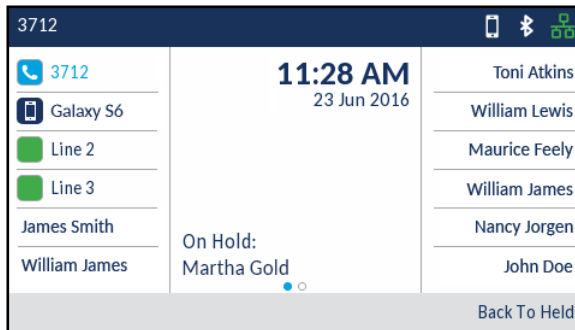 3712
3712
Galaxy S6
Line 2
Line 3
James Smith
William James
11:28 AM
23 Jun 2016
On Hold:
Martha Gold
Toni Atkins
William Lewis
Maurice Feely
William James
Nancy Jorgen
John Doe
Back To Held